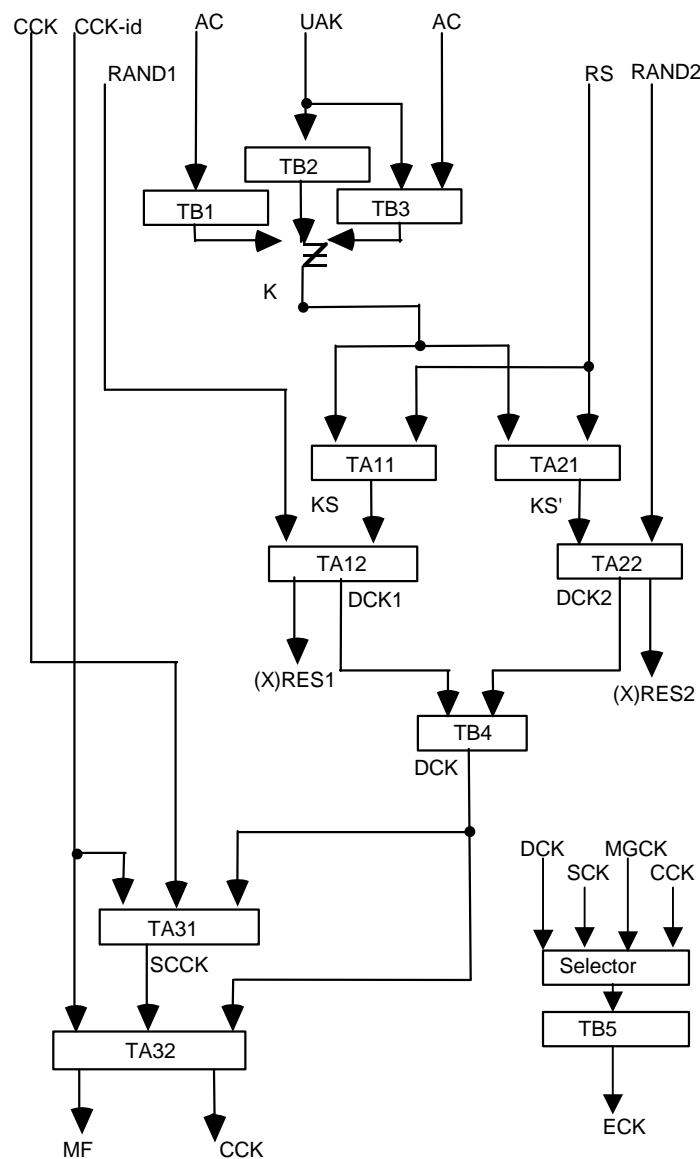 CCK CCK-id AC UAK AC
RAND1 RS RAND2
TB2
TB1 TB3
K
TA11 TA21
KS KS'
TA12 TA22
DCK1 DCK2
(X)RES1 (X)RES2
TB4
DCK
DCK MGCK
SCK CCK
TA31
SCCK Selector
TB5
TA32
ECK
MF CCK